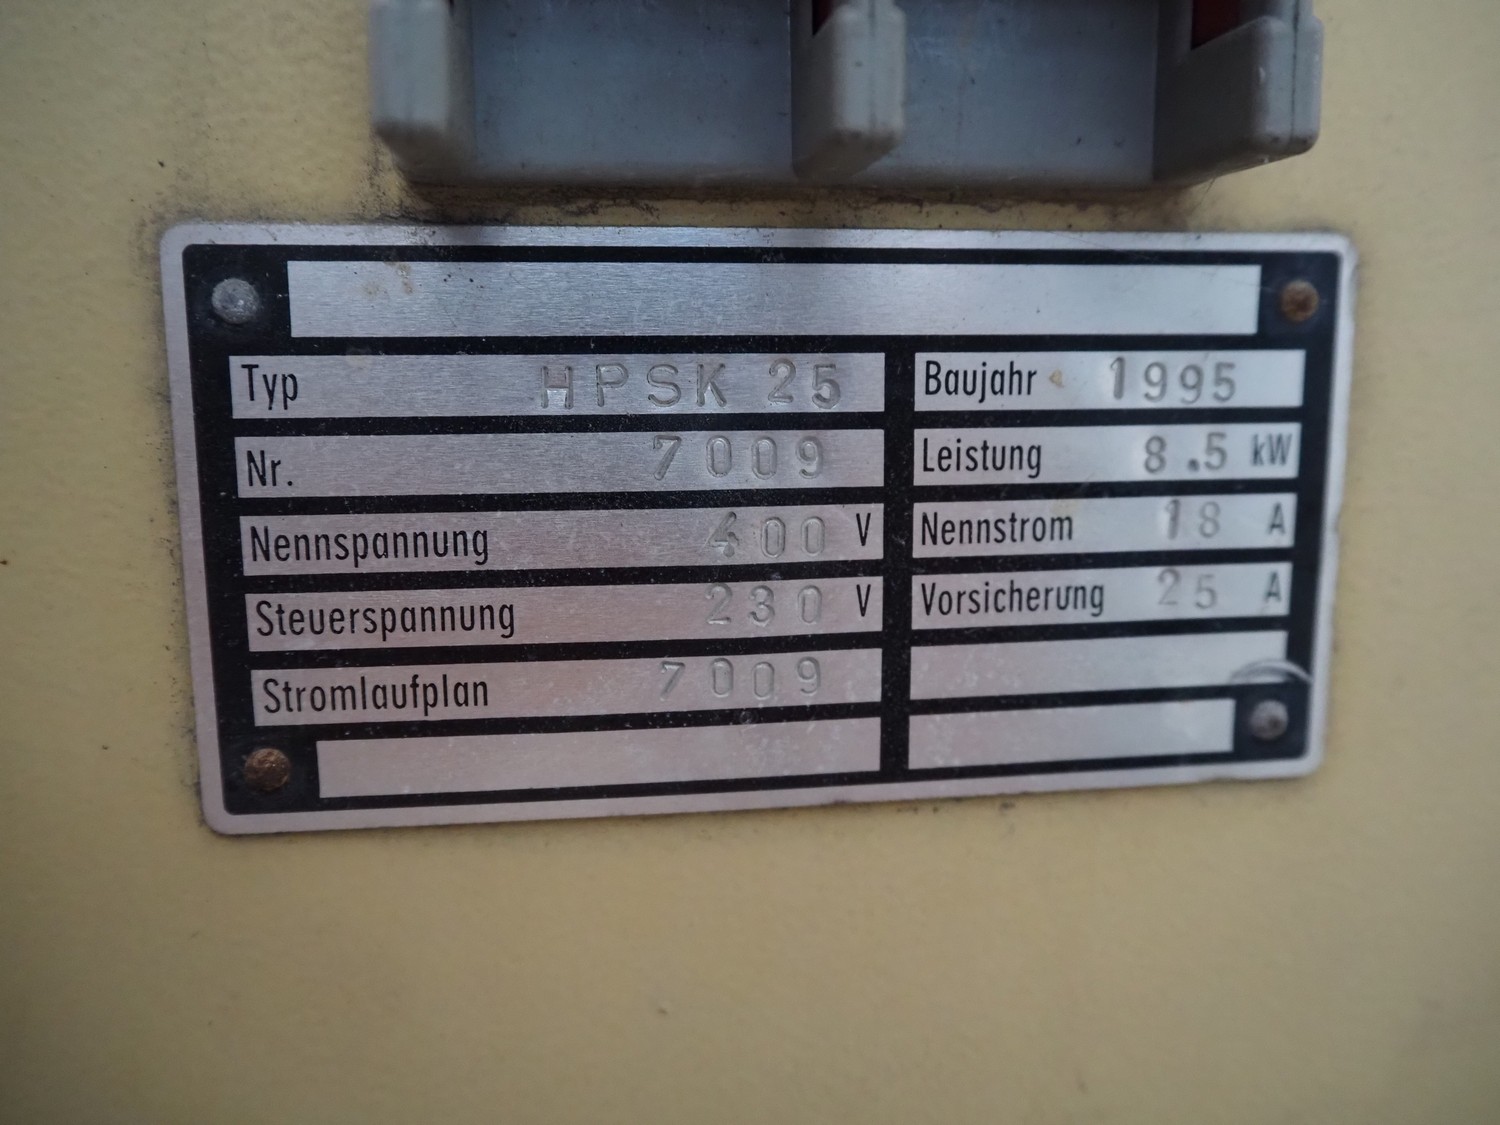 Typ HPSK 25 Baujahr 1995
Nr. 7009 Leistung 8.5 kW
Nennspannung 400 V Nennstrom 18 A
Steuerspannung 230 V Vorsicherung 25 A
Stromlaufplan 7009